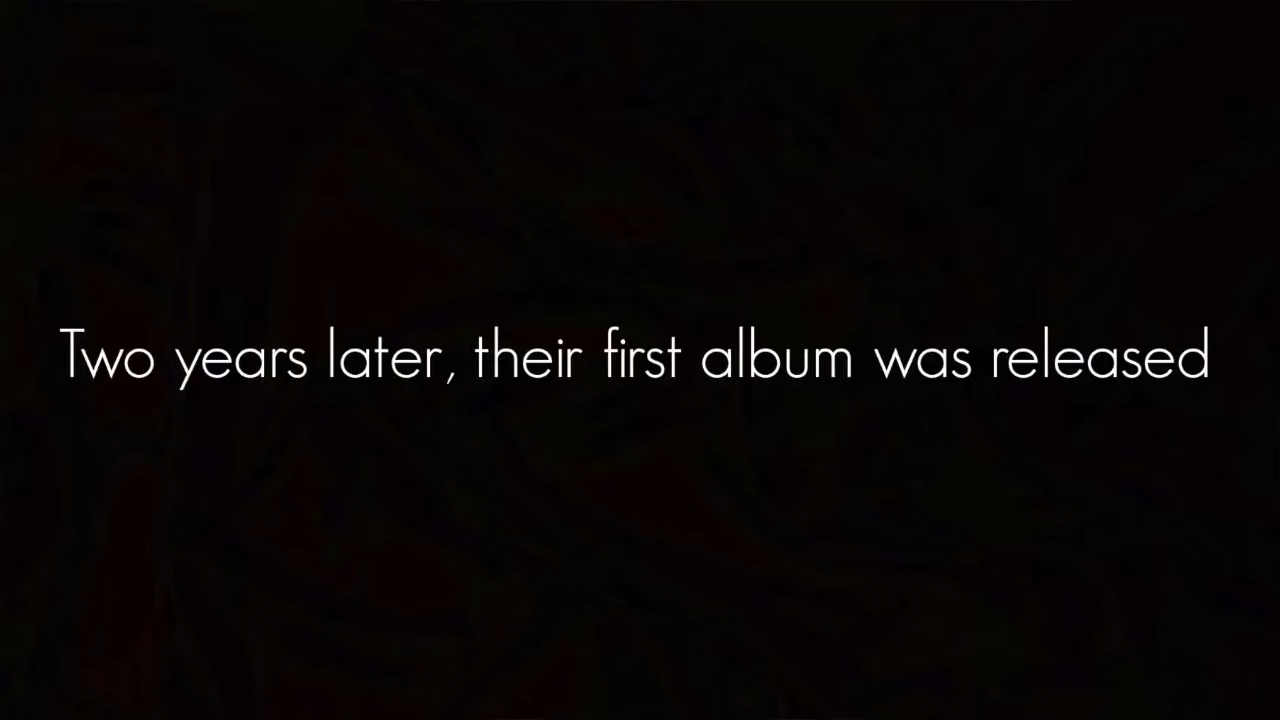 Two years later, their first album was released